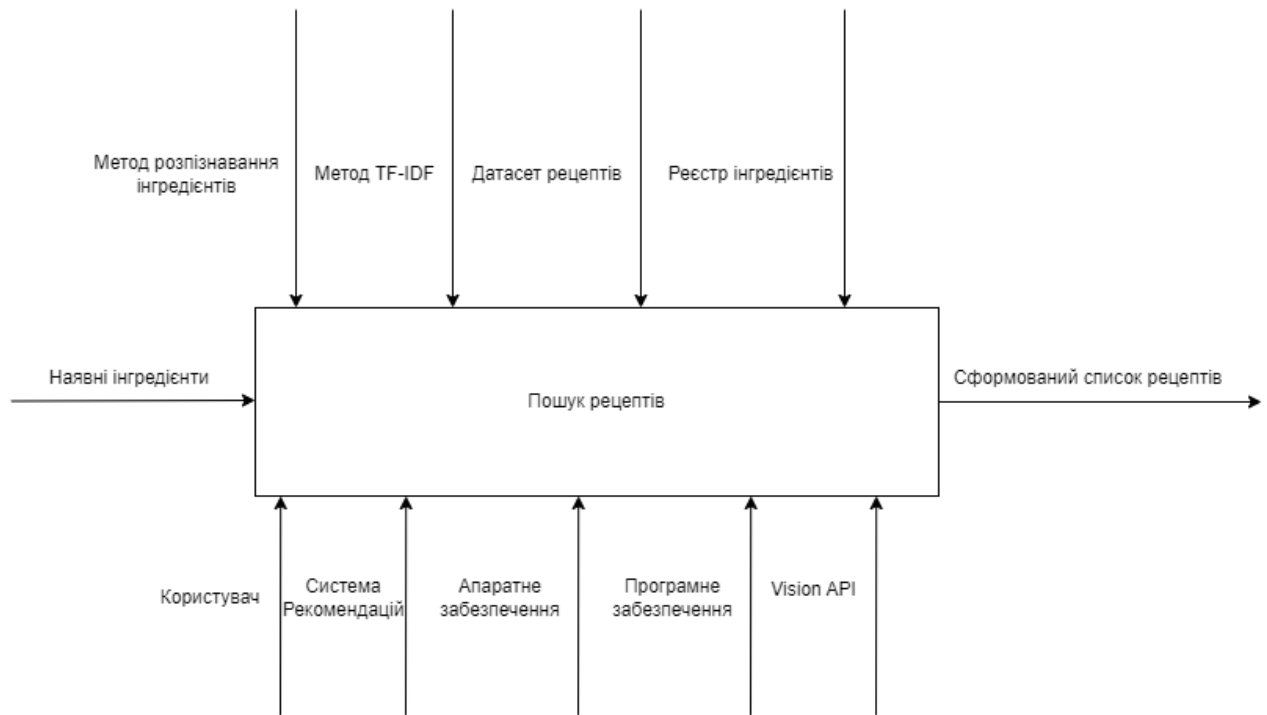 Метод розпізнавання
інгредієнтів
Метод TF-IDF
Датасет рецептів
Реєстр інгредієнтів
Наявні інгредієнти
Пошук рецептів
Сформований список рецептів
Користувач
Система
Рекомендацій
Апаратне
забезпечення
Програмне
забезпечення
Vision API